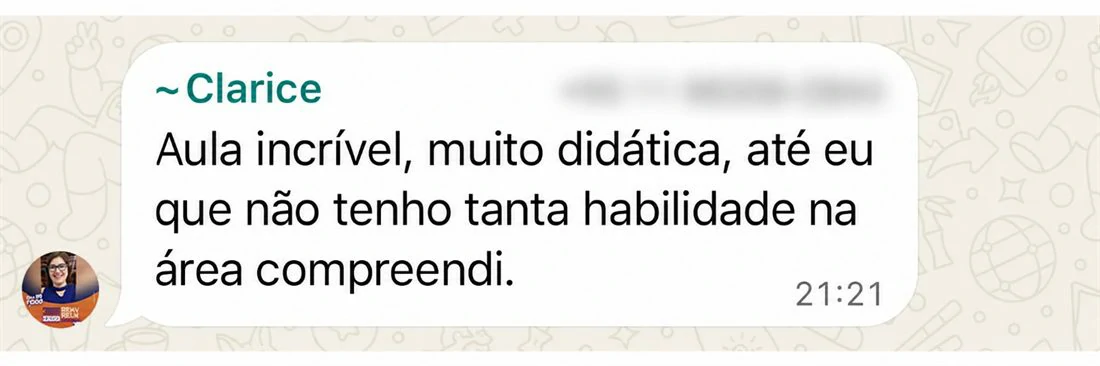 ~Clarice
Aula incrível, muito didática, até eu
que não tenho tanta habilidade na
área compreendi.
21:21